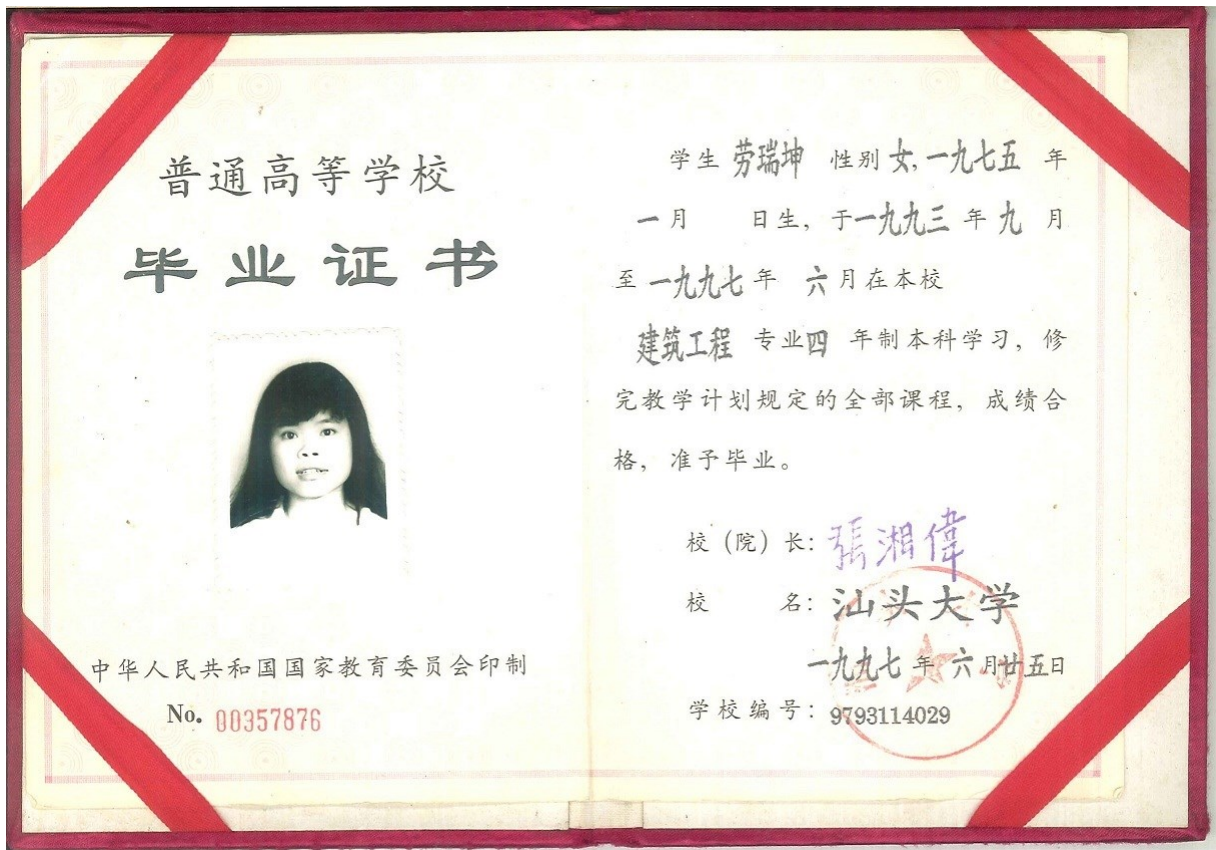 普通高等学校
毕业证书
中华人民共和国国家教育委员会印制
No. 00357876
学生 劳瑞坤 性别 女, 一九七五 年
一月 日生, 于一九九三 年 九 月
至 一九九七 年 六 月在本校
建筑工程 专业四 年制本科学习, 修
完教学计划规定的全部课程, 成绩合
格, 准予毕业。
校(院)长: 張湘偉
校 名: 汕头大学
一九九七 年 六 月廿五日
学校编号: 9793114029